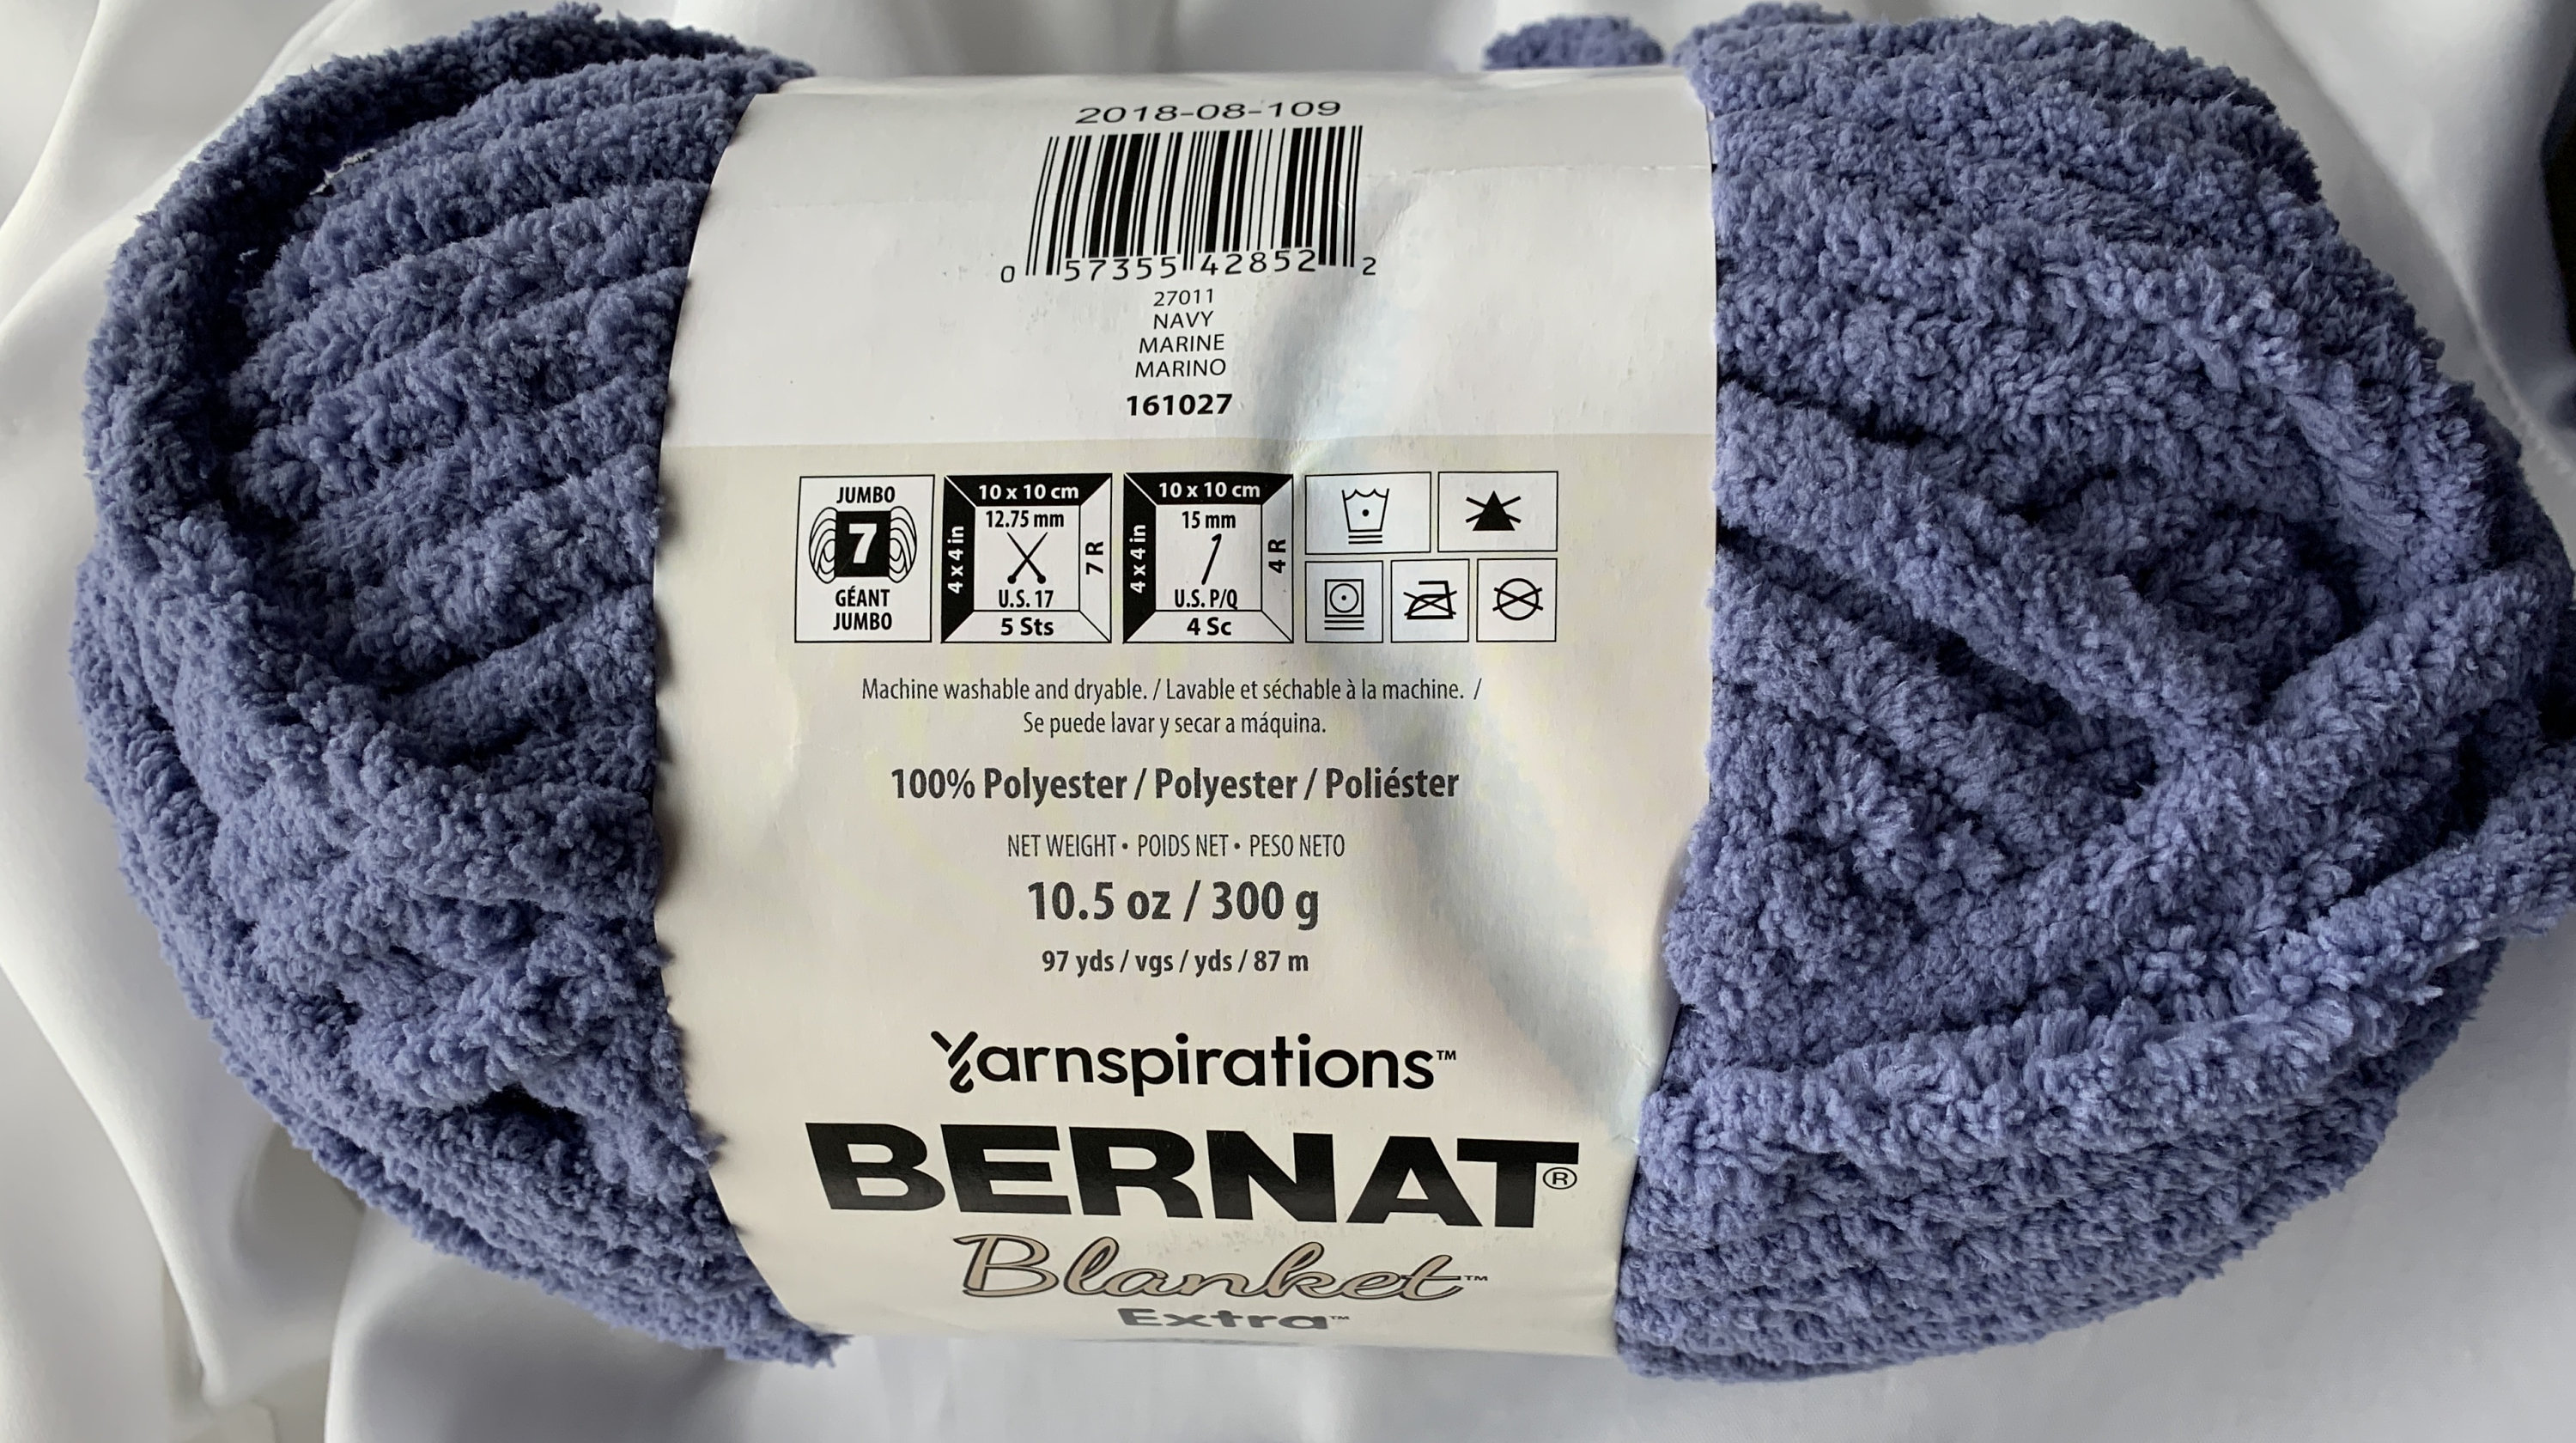 2018-08-109
0 57355 42852 2
27011
NAVY
MARINE
MARINO
161027
JUMBO
7
GÉANT
JUMBO
10 x 10 cm
4 x 4 in
12.75 mm
7 R
U.S. 17
5 Sts
10 x 10 cm
4 x 4 in
15 mm
4 R
U.S. P/Q
4 Sc
Machine washable and dryable. / Lavable et séchable à la machine. /
Se puede lavar y secar a máquina.
100% Polyester / Polyester / Poliéster
NET WEIGHT • POIDS NET • PESO NETO
10.5 oz / 300 g
97 yds / vgs / yds / 87 m
Yarnspirations™
BERNAT®
Blanket™
Extra™